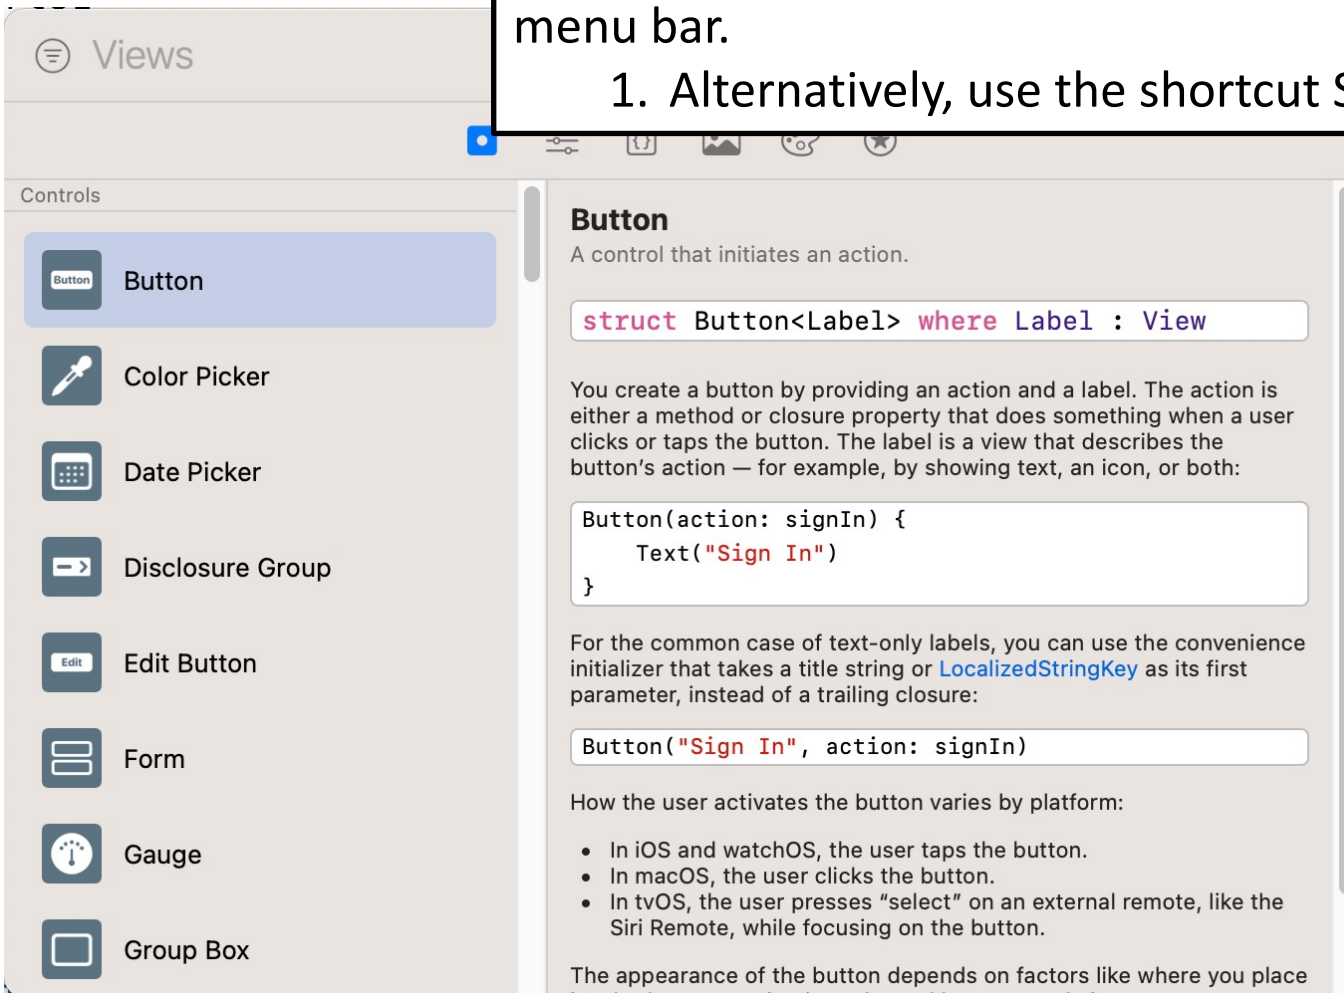 menu bar.
1. Alternatively, use the shortcut
Views
Controls
Button
Button
Color Picker
Date Picker
Disclosure Group
Edit
Edit Button
Form
Gauge
Group Box
Button
A control that initiates an action.
struct Button<Label> where Label : View
You create a button by providing an action and a label. The action is
either a method or closure property that does something when a user
clicks or taps the button. The label is a view that describes the
button's action — for example, by showing text, an icon, or both:
Button(action: signIn) {
    Text("Sign In")
}
For the common case of text-only labels, you can use the convenience
initializer that takes a title string or LocalizedStringKey as its first
parameter, instead of a trailing closure:
Button("Sign In", action: signIn)
How the user activates the button varies by platform:
• In iOS and watchOS, the user taps the button.
• In macOS, the user clicks the button.
• In tvOS, the user presses “select” on an external remote, like the
Siri Remote, while focusing on the button.
The appearance of the button depends on factors like where you place